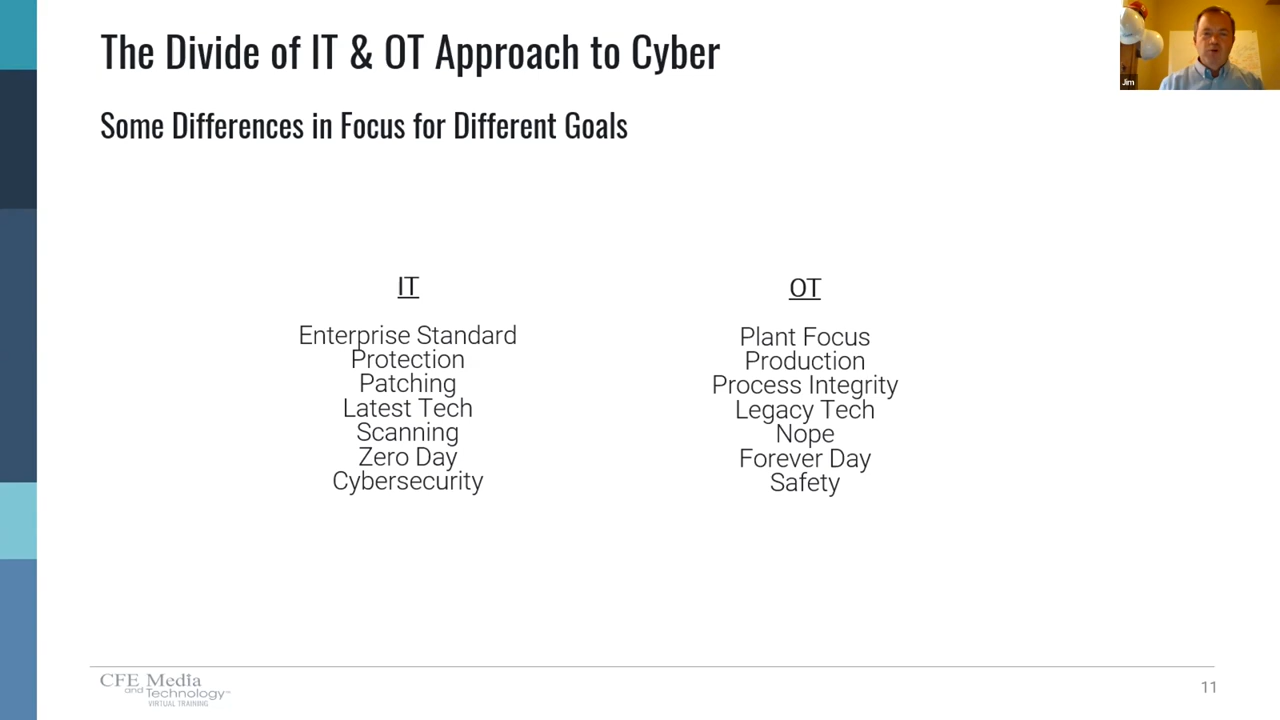 The Divide of IT & OT Approach to Cyber
Jim
Some Differences in Focus for Different Goals
IT
Enterprise Standard
Protection
Patching
Latest Tech
Scanning
Zero Day
Cybersecurity
OT
Plant Focus
Production
Process Integrity
Legacy Tech
Nope
Forever Day
Safety
CFE Media
and Technology™
VIRTUAL TRAINING
11